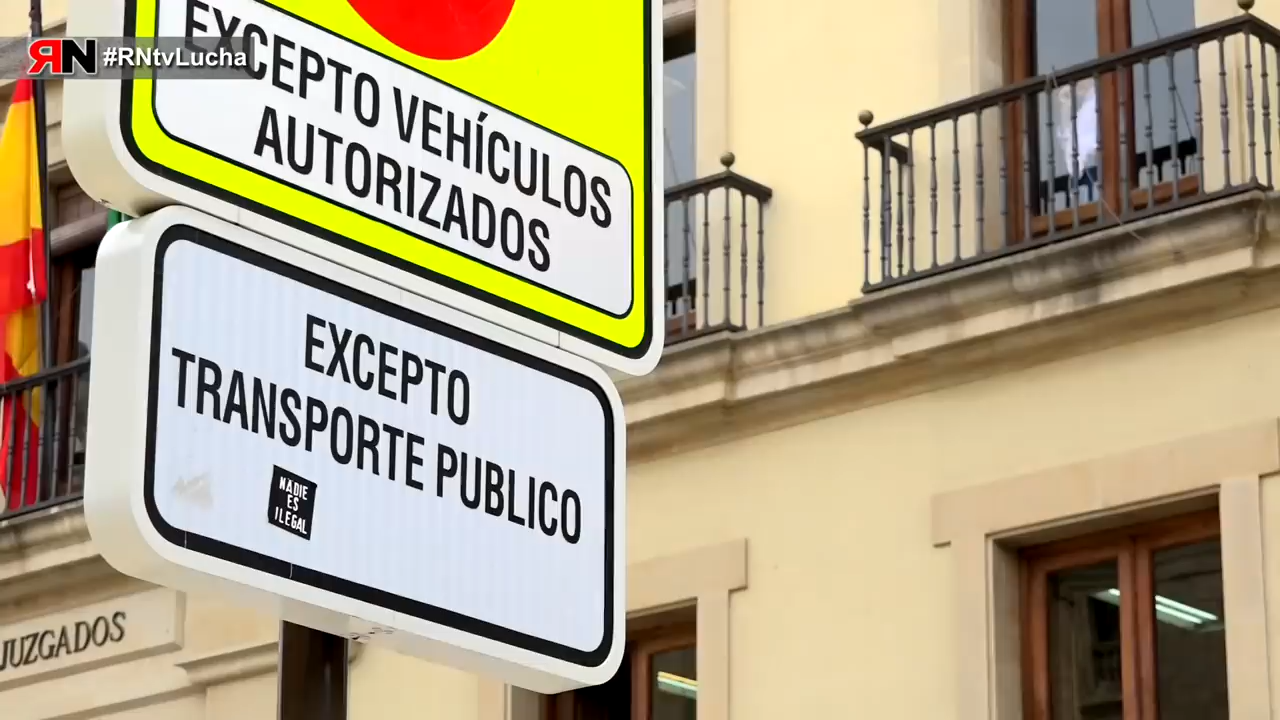 RN #RNtvLucha
EXCEPTO VEHÍCULOS
AUTORIZADOS
EXCEPTO
TRANSPORTE PUBLICO
NADIE
ES
ILEGAL
JUZGADOS